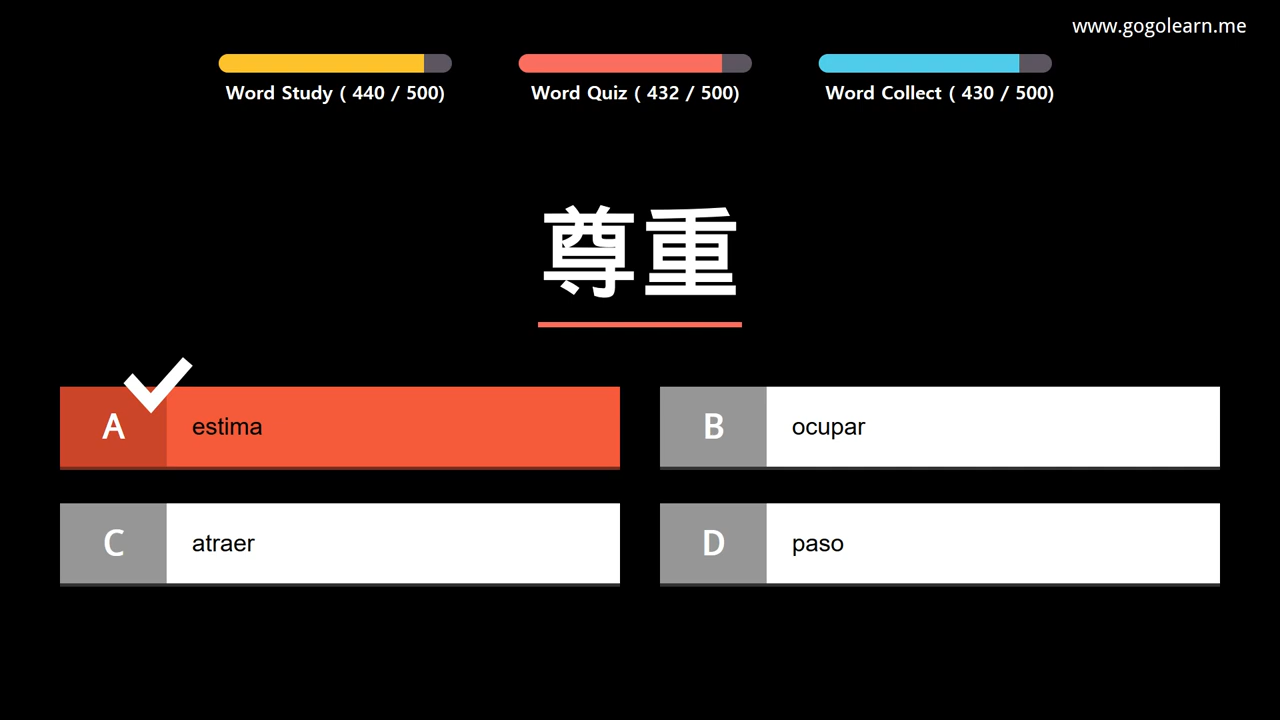 www.gogolearn.me
Word Study ( 440 / 500)
Word Quiz ( 432 / 500)
Word Collect ( 430 / 500)
尊重
A estima
B ocupar
C atraer
D paso